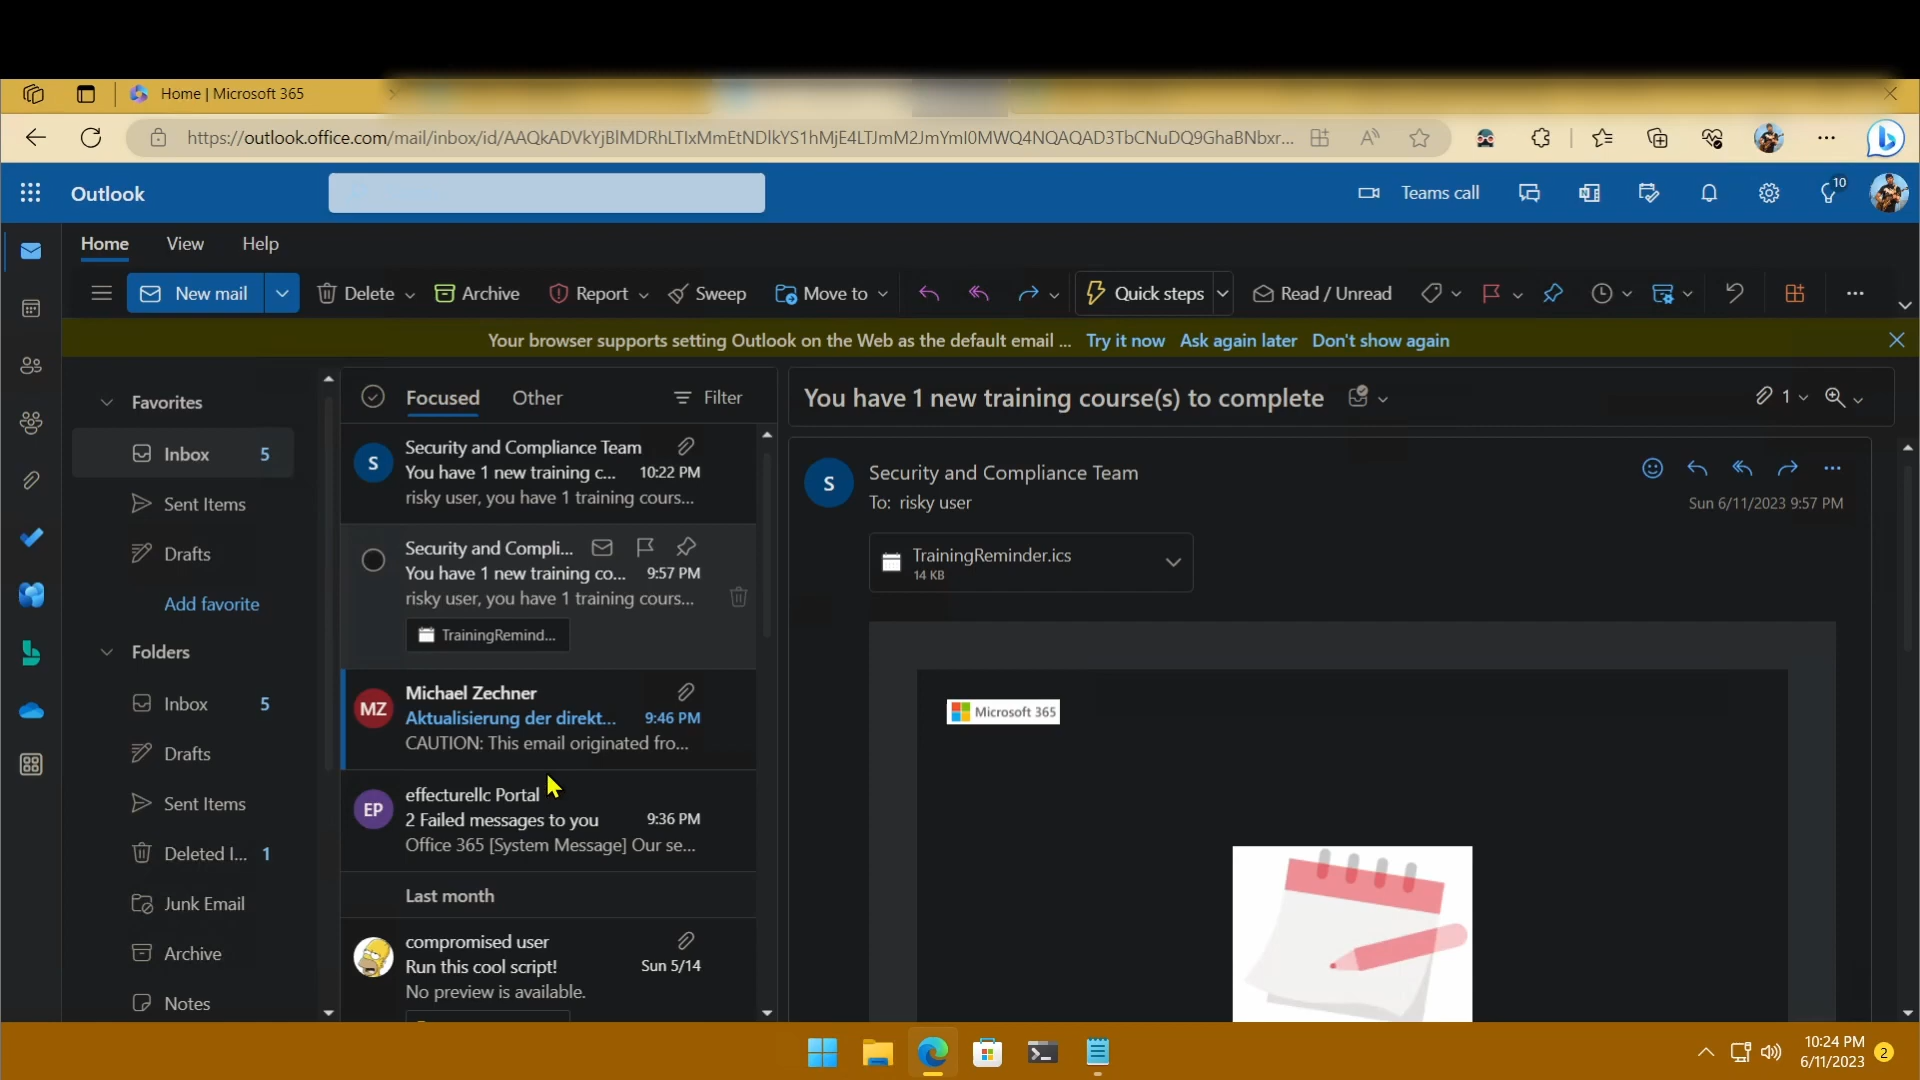 Home | Microsoft 365
https://outlook.office.com/mail/inbox/id/AAQkADVkYjBlMDRhLTIxMmEtNDlkYS1hMjE4LTJmM2JmYmI0MWQ4NQAQAD3TbCNuDQ9GhaBNbxr...
Outlook
Teams call
10
Home View Help
New mail Delete Archive Report Sweep Move to Quick steps Read / Unread
Your browser supports setting Outlook on the Web as the default email ... Try it now Ask again later Don't show again
Favorites
Inbox 5
Sent Items
Drafts
Add favorite
Folders
Inbox 5
Drafts
Sent Items
Deleted I... 1
Junk Email
Archive
Notes
Focused Other Filter
S
Security and Compliance Team
You have 1 new training c... 10:22 PM
risky user, you have 1 training cours...
Security and Compli...
You have 1 new training co... 9:57 PM
risky user, you have 1 training cours...
TrainingRemind...
MZ
Michael Zechner
Aktualisierung der direkt... 9:46 PM
CAUTION: This email originated fro...
EP
effecturellc Portal
2 Failed messages to you 9:36 PM
Office 365 [System Message] Our se...
Last month
compromised user
Run this cool script! Sun 5/14
No preview is available.
You have 1 new training course(s) to complete
1
S
Security and Compliance Team
To: risky user
Sun 6/11/2023 9:57 PM
TrainingReminder.ics
14 KB
Microsoft 365
10:24 PM
6/11/2023
2